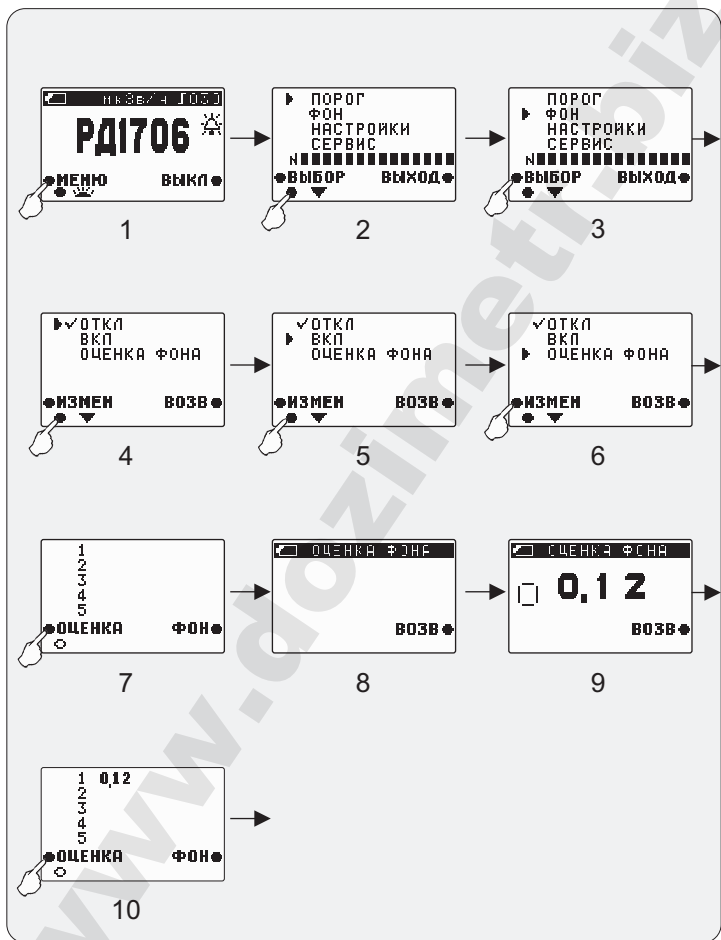 мкЗв/ч
РД1706
МЕНЮ ВЫКЛ
1
ПОРОГ
ФОН
НАСТРОЙКИ
СЕРВИС
N
ВЫБОР ВЫХОД
2
ПОРОГ
ФОН
НАСТРОЙКИ
СЕРВИС
N
ВЫБОР ВЫХОД
3
ОТКЛ
ВКЛ
ОЦЕНКА ФОНА
ИЗМЕН ВОЗВ
4
ОТКЛ
ВКЛ
ОЦЕНКА ФОНА
ИЗМЕН ВОЗВ
5
ОТКЛ
ВКЛ
ОЦЕНКА ФОНА
ИЗМЕН ВОЗВ
6
1
2
3
4
5
ОЦЕНКА ФОН
7
ОЦЕНКА ФОНА
ВОЗВ
8
ОЦЕНКА ФОНА
0,12
ВОЗВ
9
1 0,12
2
3
4
5
ОЦЕНКА ФОН
10
www.dozimetr.biz